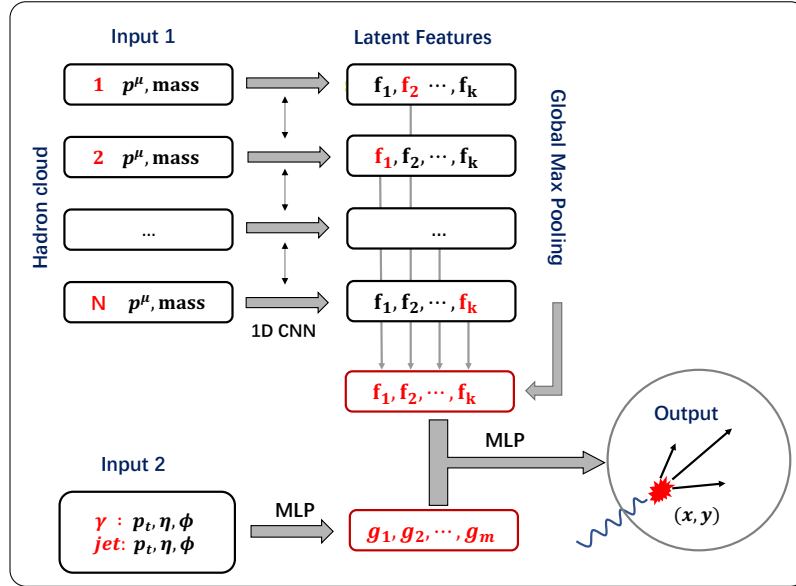 Input 1
Latent Features
Hadron cloud
1 p^μ, mass
f₁, f₂ ⋯, f_k
2 p^μ, mass
f₁, f₂, ⋯, f_k
...
...
N p^μ, mass
f₁, f₂, ⋯, f_k
1D CNN
Global Max Pooling
f₁, f₂, ⋯, f_k
MLP
Output
(x, y)
Input 2
γ : p_t, η, ϕ
jet: p_t, η, ϕ
MLP
g₁, g₂, ⋯, g_m